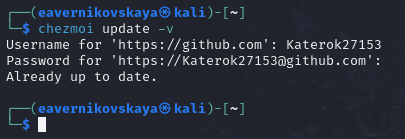 ┌──(eavernikovskaya㉿kali)-[~]
└─$ chezmoi update -v
Username for 'https://github.com': Katerok27153
Password for 'https://Katerok27153@github.com':
Already up to date.
┌──(eavernikovskaya㉿kali)-[~]
└─$